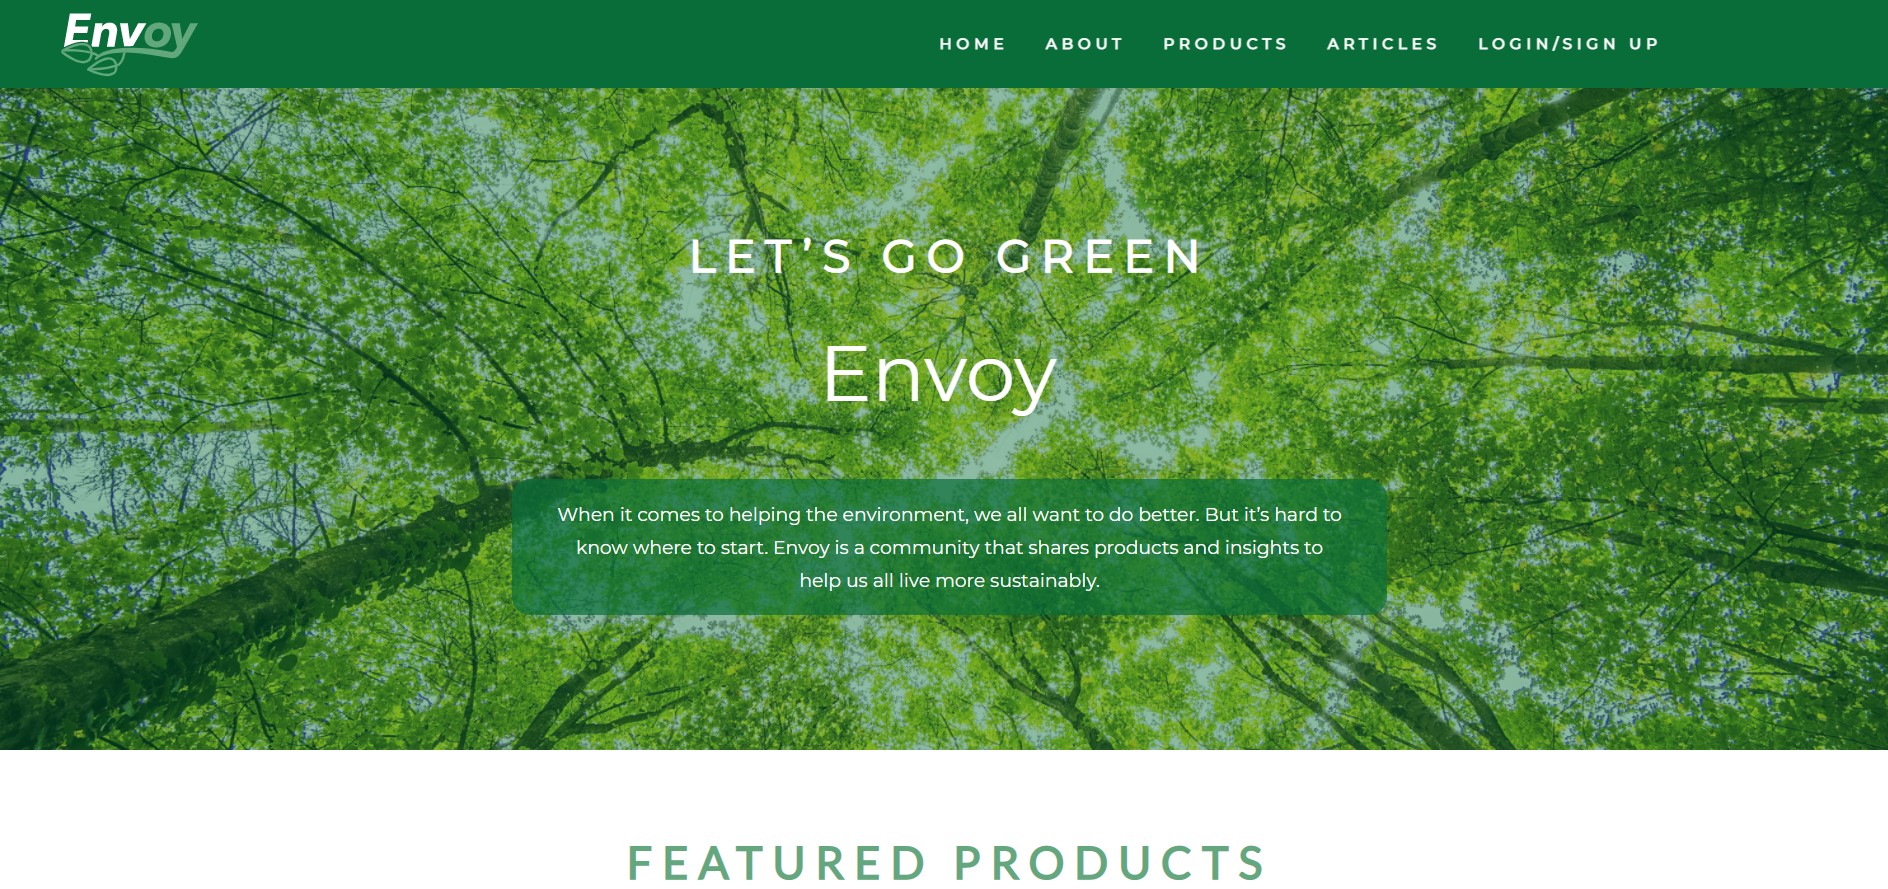 Envoy
HOME ABOUT PRODUCTS ARTICLES LOGIN/SIGN UP
LET’S GO GREEN
Envoy
When it comes to helping the environment, we all want to do better. But it’s hard to
know where to start. Envoy is a community that shares products and insights to
help us all live more sustainably.
FEATURED PRODUCTS